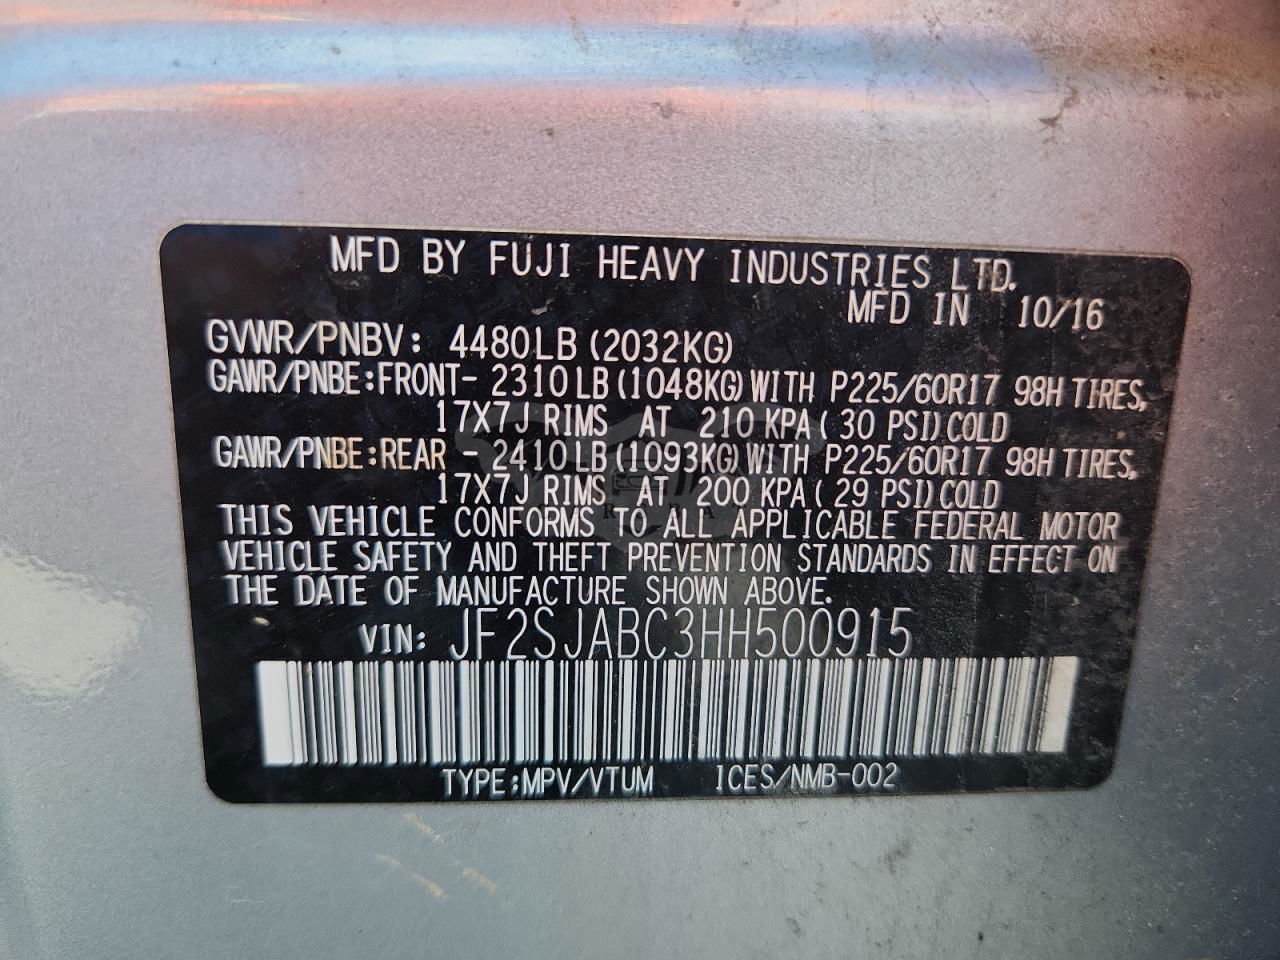 MFD BY FUJI HEAVY INDUSTRIES LTD.
MFD IN 10/16
GVWR/PNBV: 4480LB (2032KG)
GAWR/PNBE:FRONT- 2310LB (1048KG) WITH P225/60R17 98H TIRES,
17X7J RIMS AT 210 KPA ( 30 PSI) COLD
GAWR/PNBE:REAR - 2410LB (1093KG) WITH P225/60R17 98H TIRES,
17X7J RIMS AT 200 KPA ( 29 PSI) COLD
THIS VEHICLE CONFORMS TO ALL APPLICABLE FEDERAL MOTOR
VEHICLE SAFETY AND THEFT PREVENTION STANDARDS IN EFFECT ON
THE DATE OF MANUFACTURE SHOWN ABOVE.
VIN: JF2SJABC3HH500915
TYPE:MPV/VTUM ICES/NMB-002